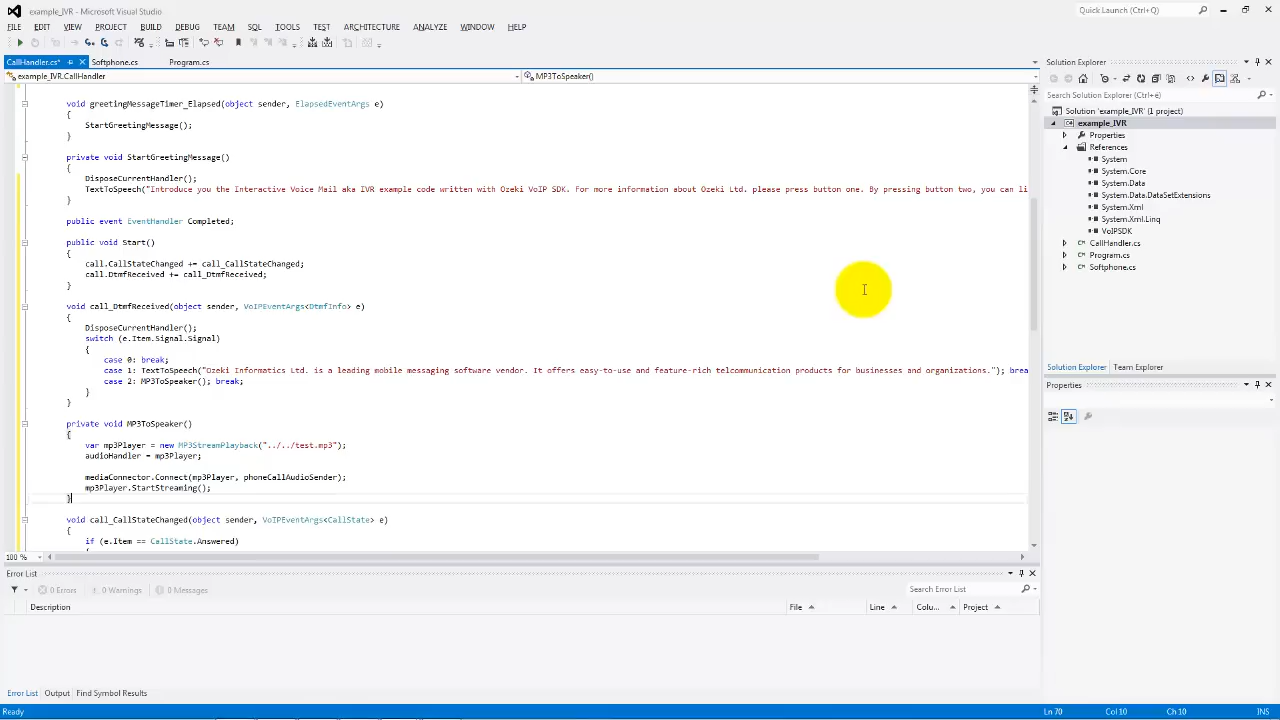 example_IVR - Microsoft Visual Studio
Quick Launch (Ctrl+Q)
FILE EDIT VIEW PROJECT BUILD DEBUG TEAM SQL TOOLS TEST ARCHITECTURE ANALYZE WINDOW HELP
CallHandler.cs* Softphone.cs Program.cs
example_IVR.CallHandler MP3ToSpeaker()
void greetingMessageTimer_Elapsed(object sender, ElapsedEventArgs e)
{
StartGreetingMessage();
}
private void StartGreetingMessage()
{
DisposeCurrentHandler();
TextToSpeech("Introduce you the Interactive Voice Mail aka IVR example code written with Ozeki VoIP SDK. For more information about Ozeki Ltd. please press button one. By pressing button two, you can li
}
public event EventHandler Completed;
public void Start()
{
call.CallStateChanged += call_CallStateChanged;
call.DtmfReceived += call_DtmfReceived;
}
void call_DtmfReceived(object sender, VoIPEventArgs<DtmfInfo> e)
{
DisposeCurrentHandler();
switch (e.Item.Signal.Signal)
{
case 0: break;
case 1: TextToSpeech("Ozeki Informatics Ltd. is a leading mobile messaging software vendor. It offers easy-to-use and feature-rich telcommunication products for businesses and organizations."); brea
case 2: MP3ToSpeaker(); break;
}
}
private void MP3ToSpeaker()
{
var mp3Player = new MP3StreamPlayback("../../test.mp3");
audioHandler = mp3Player;
mediaConnector.Connect(mp3Player, phoneCallAudioSender);
mp3Player.StartStreaming();
}
void call_CallStateChanged(object sender, VoIPEventArgs<CallState> e)
{
if (e.Item == CallState.Answered)
{
100 %
Error List
0 Errors 0 Warnings 0 Messages
Search Error List
Description File Line Colu... Project
Error List Output Find Symbol Results
Solution Explorer
Search Solution Explorer (Ctrl+é)
Solution 'example_IVR' (1 project)
example_IVR
Properties
References
System
System.Core
System.Data
System.Data.DataSetExtensions
System.Xml
System.Xml.Linq
VoIPSDK
CallHandler.cs
Program.cs
Softphone.cs
Solution Explorer Team Explorer
Properties
Ready Ln 70 Col 10 Ch 10 INS